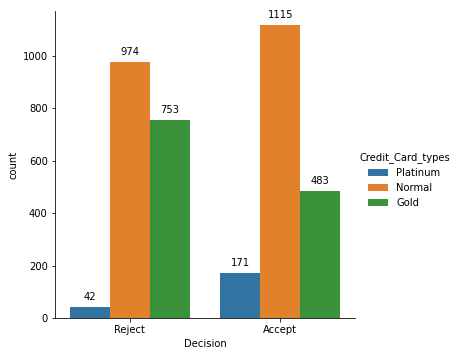 1115
974
753
483
171
42
1000
800
600
400
200
0
count
Reject
Accept
Decision
Credit_Card_types
Platinum
Normal
Gold